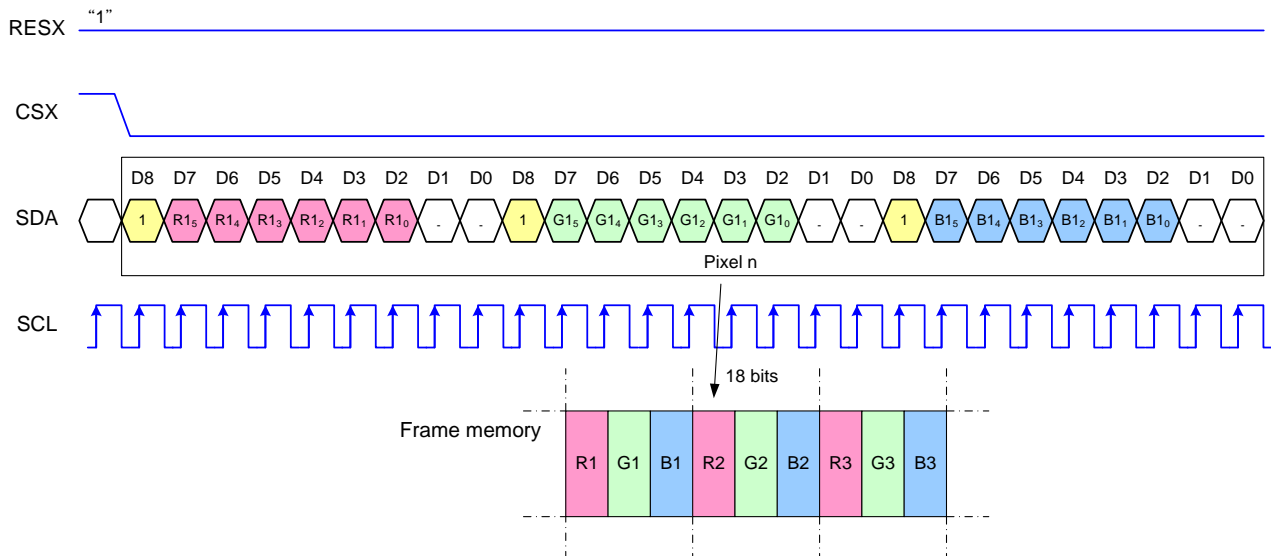 “1”
RESX
CSX
D8 D7 D6 D5 D4 D3 D2 D1 D0 D8 D7 D6 D5 D4 D3 D2 D1 D0 D8 D7 D6 D5 D4 D3 D2 D1 D0
SDA 1 R1₅ R1₄ R1₃ R1₂ R1₁ R1₀ - - 1 G1₅ G1₄ G1₃ G1₂ G1₁ G1₀ - - 1 B1₅ B1₄ B1₃ B1₂ B1₁ B1₀ - -
Pixel n
SCL
18 bits
Frame memory
R1 G1 B1 R2 G2 B2 R3 G3 B3